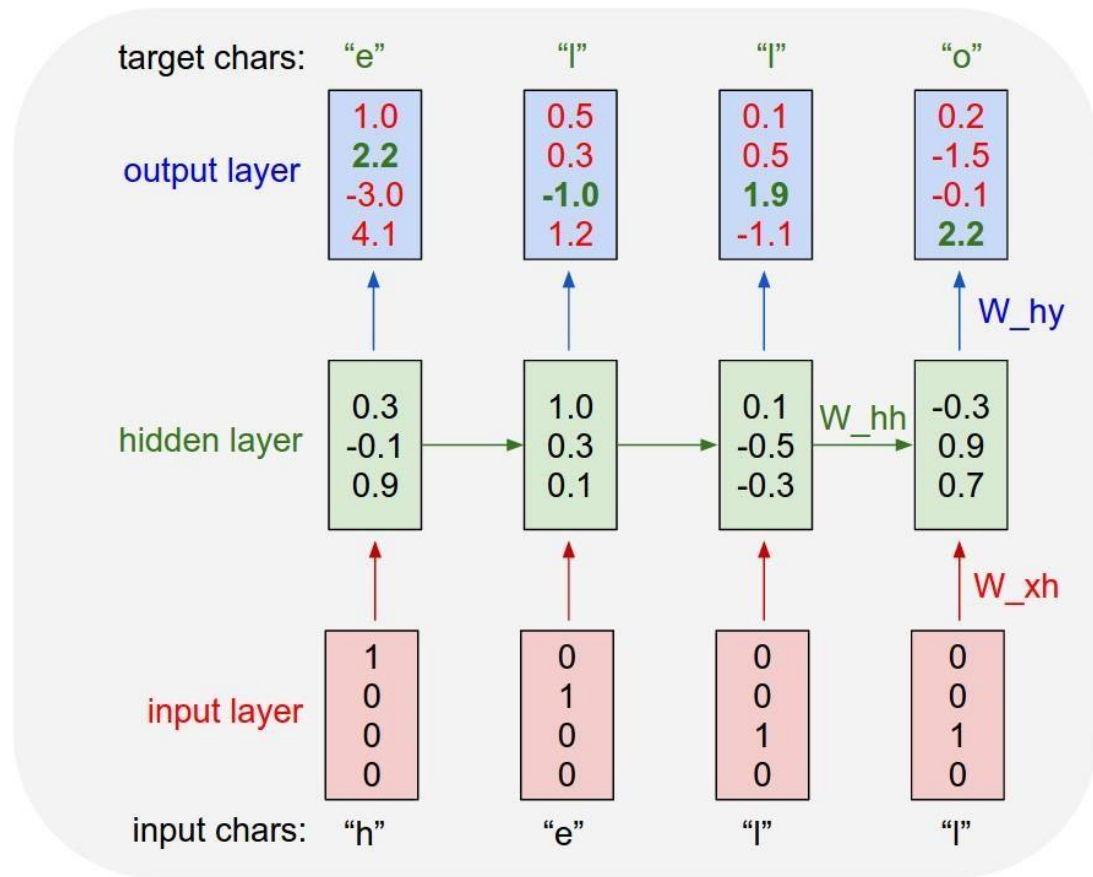 target chars: “e” “l” “l” “o”
1.0 0.5 0.1 0.2
2.2 0.3 0.5 -1.5
output layer
-3.0 -1.0 1.9 -0.1
4.1 1.2 -1.1 2.2
W_hy
0.3 1.0 0.1 -0.3
W_hh
hidden layer -0.1 0.3 -0.5 0.9
0.9 0.1 -0.3 0.7
W_xh
1 0 0 0
0 1 0 0
input layer
0 0 1 1
0 0 0 0
input chars: “h” “e” “l” “l”